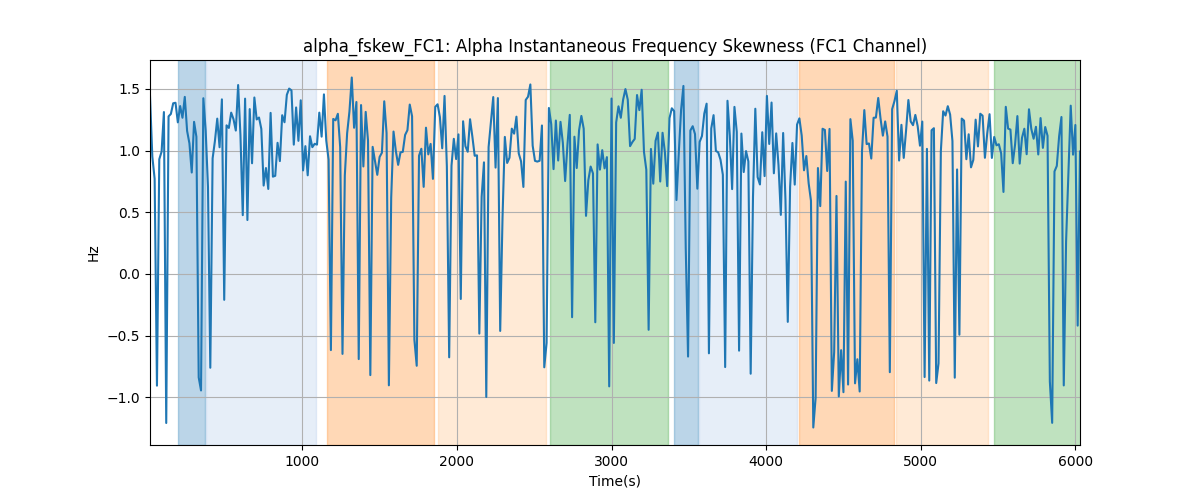 alpha_fskew_FC1: Alpha Instantaneous Frequency Skewness (FC1 Channel)
1.5
1.0
0.5
0.0
−0.5
−1.0
Hz
1000 2000 3000 4000 5000 6000
Time(s)